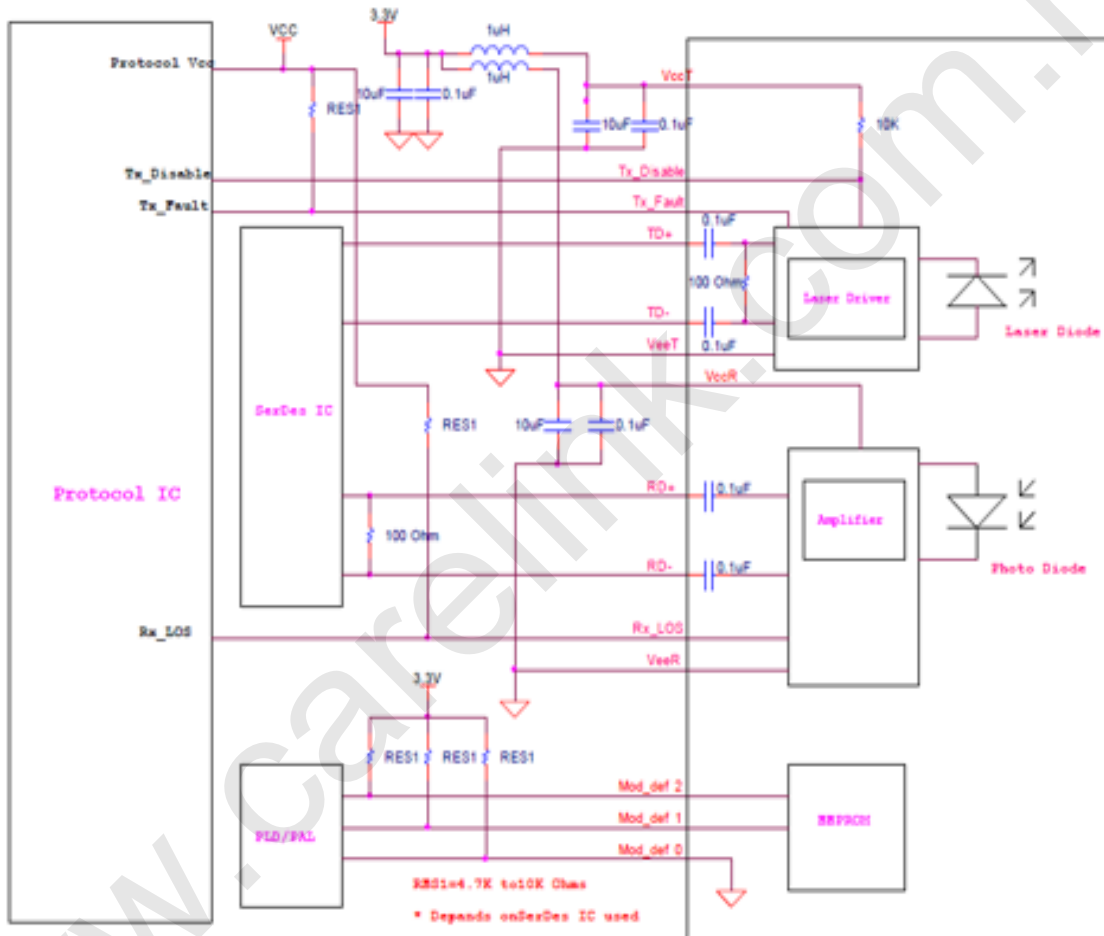 3.3V
VCC
1uH
Protocol Vcc
1uH
VccT
10uF
0.1uF
RES1
10uF
0.1uF
10K
Tx_Disable
Tx_Disable
Tx_Fault
Tx_Fault
0.1uF
TD+
100 Ohm
Laser Driver
TD-
Laser Diode
VeeT
0.1uF
VccR
SerDes IC
RES1
10uF
0.1uF
Protocol IC
RD+
0.1uF
Amplifier
100 Ohm
RD-
0.1uF
Photo Diode
Rx_LOS
Rx_LOS
VeeR
3.3V
RES1
RES1
RES1
Mod_def 2
PLD/PAL
Mod_def 1
EEPROM
Mod_def 0
RES1=4.7K to10K Ohms
* Depands onSerDes IC used